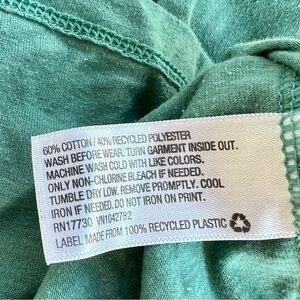 60% COTTON / 40% RECYCLED POLYESTER
WASH BEFORE WEAR. TURN GARMENT INSIDE OUT.
MACHINE WASH COLD WITH LIKE COLORS.
ONLY NON-CHLORINE BLEACH IF NEEDED.
TUMBLE DRY LOW. REMOVE PROMPTLY. COOL
IRON IF NEEDED. DO NOT IRON ON PRINT.
RN17730 VN1042782
LABEL MADE FROM 100% RECYCLED PLASTIC